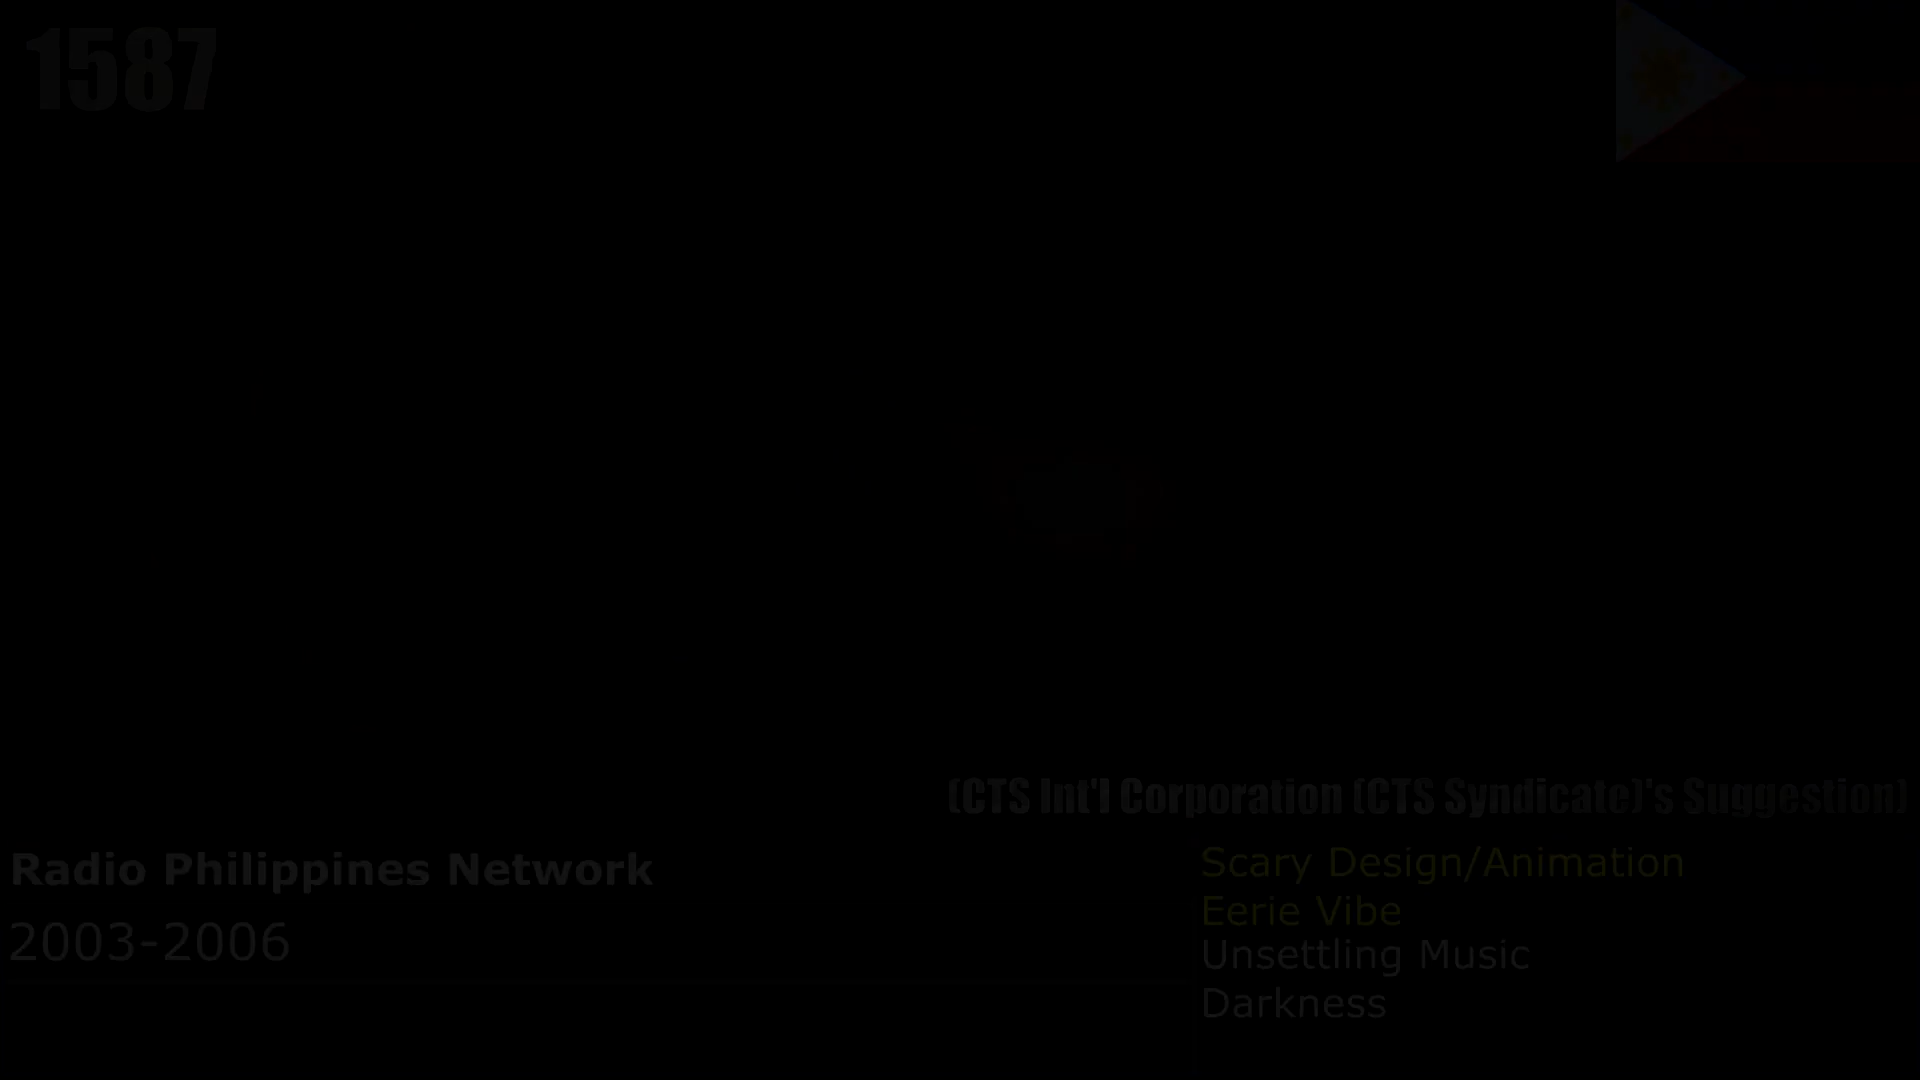 1587
(CTS Int'l Corporation (CTS Syndicate)'s Suggestion)
Radio Philippines Network
2003-2006
Scary Design/Animation
Eerie Vibe
Unsettling Music
Darkness